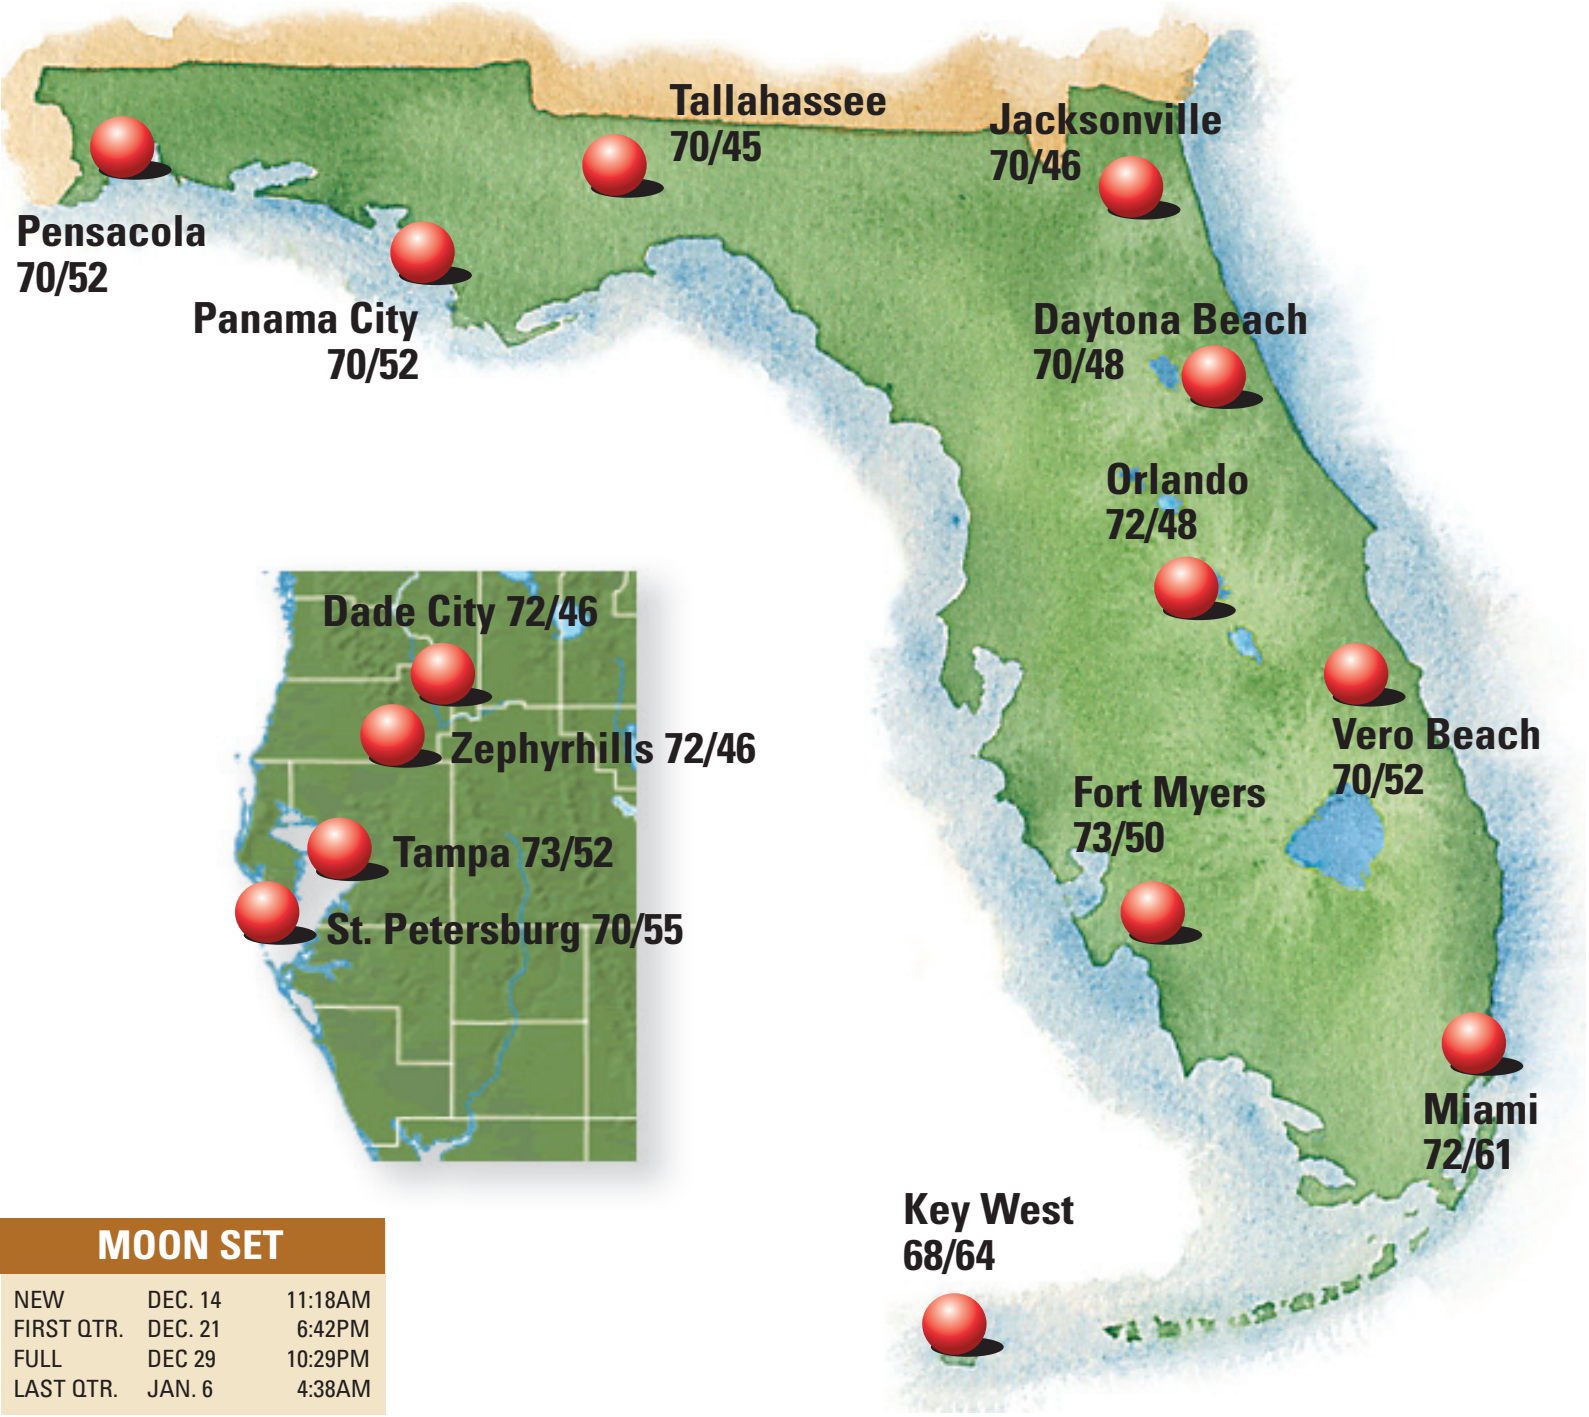 Tallahassee
70/45
Jacksonville
70/46
Pensacola
70/52
Panama City
70/52
Daytona Beach
70/48
Orlando
72/48
Dade City 72/46
Zephyrhills 72/46
Tampa 73/52
St. Petersburg 70/55
Vero Beach
70/52
Fort Myers
73/50
Miami
72/61
Key West
68/64
MOON SET
NEW DEC. 14 11:18AM
FIRST QTR. DEC. 21 6:42PM
FULL DEC 29 10:29PM
LAST QTR. JAN. 6 4:38AM